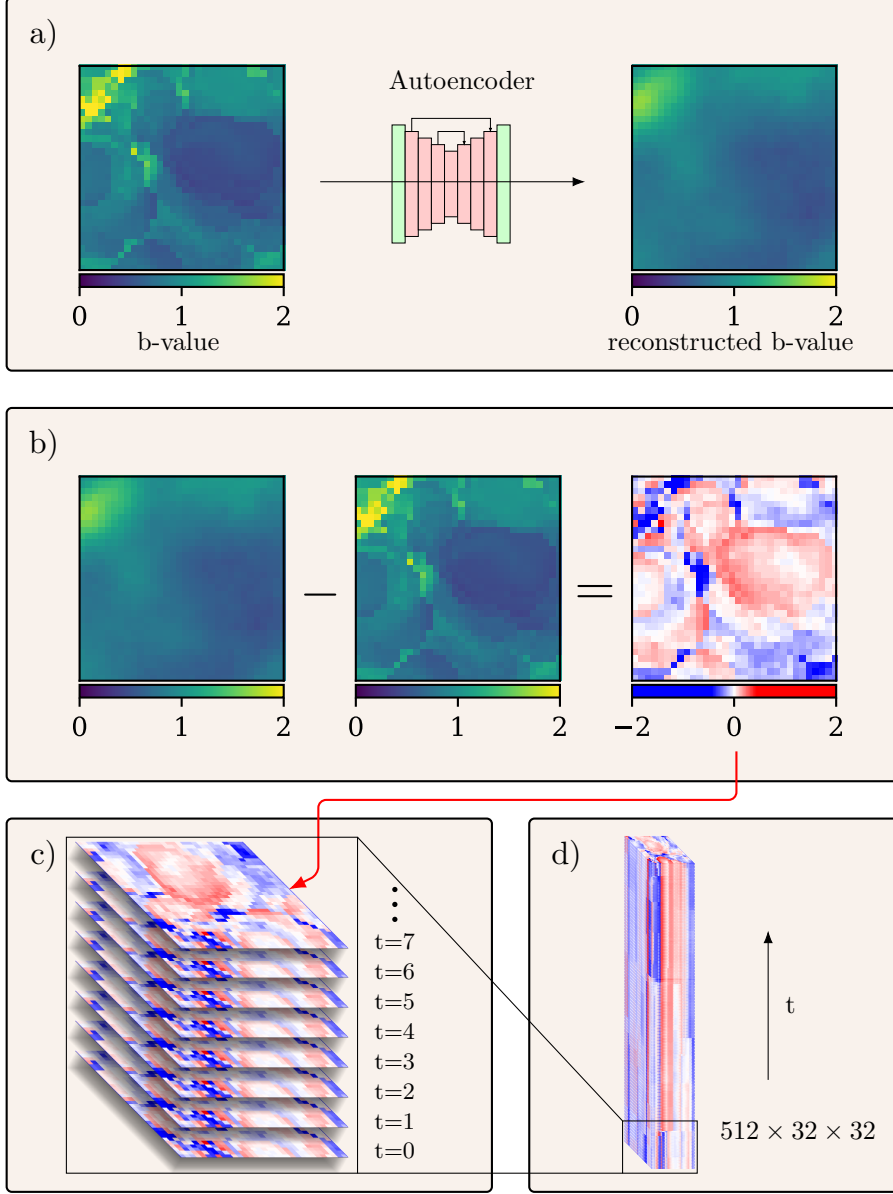 a)
Autoencoder
0 1 2
b-value
0 1 2
reconstructed b-value
b)
− =
0 1 2
0 1 2
−2 0 2
c)
t=7
t=6
t=5
t=4
t=3
t=2
t=1
t=0
d)
t
512 × 32 × 32